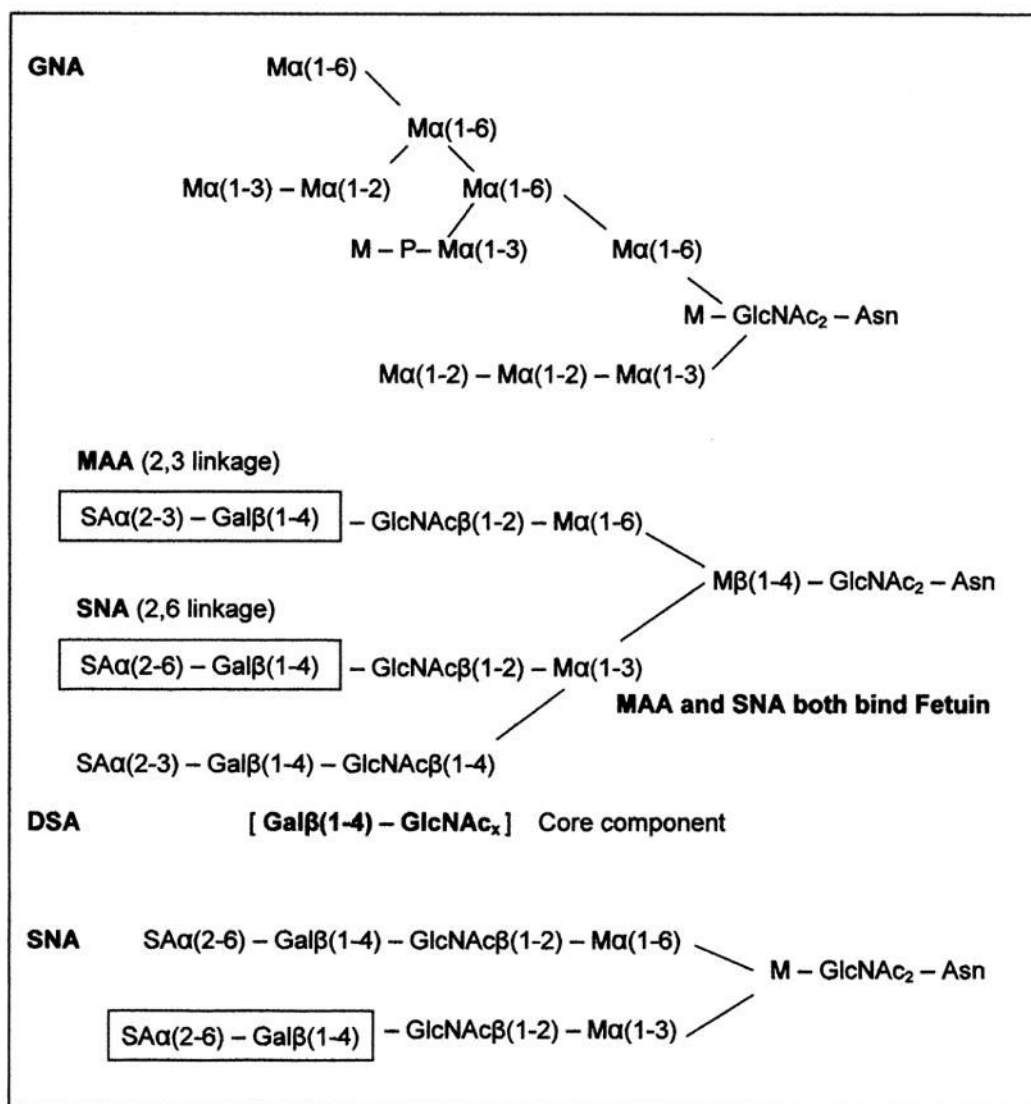 GNA Mα(1-6)
Mα(1-6)
Mα(1-3) – Mα(1-2) Mα(1-6)
M – P– Mα(1-3) Mα(1-6)
M – GlcNAc₂ – Asn
Mα(1-2) – Mα(1-2) – Mα(1-3)
MAA (2,3 linkage)
SAα(2-3) – Galβ(1-4) – GlcNAcβ(1-2) – Mα(1-6)
Mβ(1-4) – GlcNAc₂ – Asn
SNA (2,6 linkage)
SAα(2-6) – Galβ(1-4) – GlcNAcβ(1-2) – Mα(1-3)
MAA and SNA both bind Fetuin
SAα(2-3) – Galβ(1-4) – GlcNAcβ(1-4)
DSA [ Galβ(1-4) – GlcNAcₓ] Core component
SNA SAα(2-6) – Galβ(1-4) – GlcNAcβ(1-2) – Mα(1-6)
M – GlcNAc₂ – Asn
SAα(2-6) – Galβ(1-4) – GlcNAcβ(1-2) – Mα(1-3)